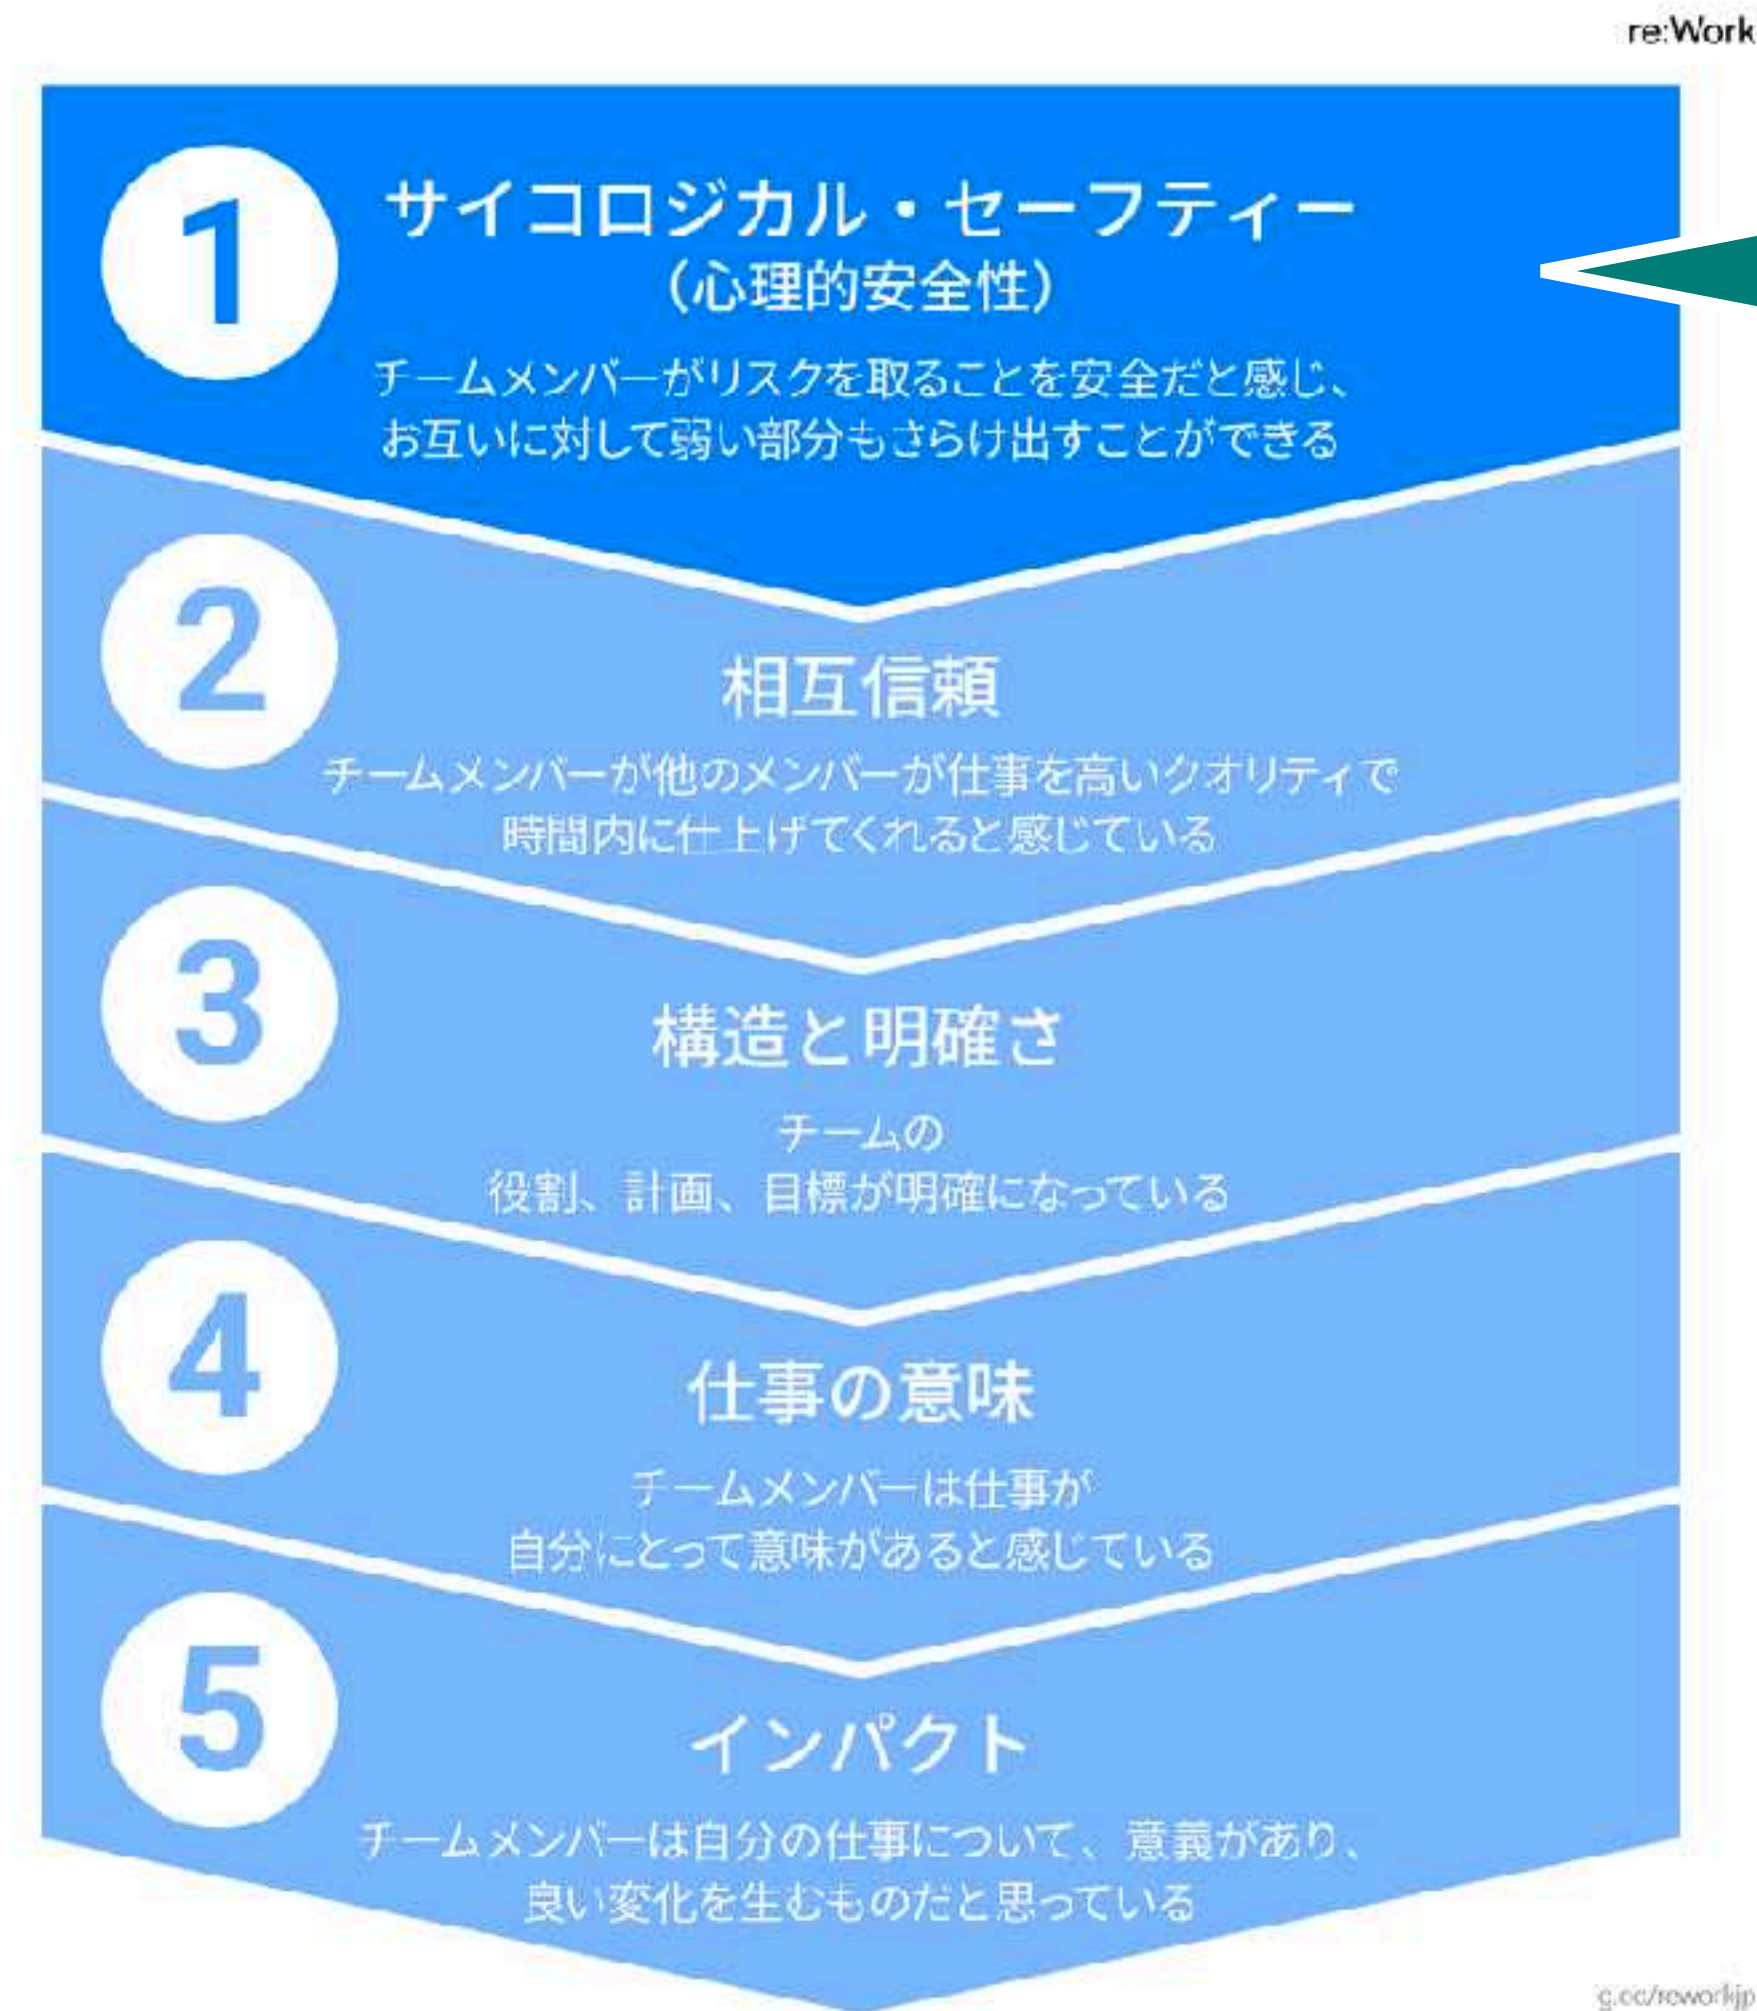 re:Work
1
サイコロジカル・セーフティー
（心理的安全性）
チームメンバーがリスクを取ることを安全だと感じ、
お互いに対して弱い部分もさらけ出すことができる
2
相互信頼
チームメンバーが他のメンバーが仕事を高いクオリティで
時間内に仕上げてくれると感じている
3
構造と明確さ
チームの
役割、計画、目標が明確になっている
4
仕事の意味
チームメンバーは仕事が
自分にとって意味があると感じている
5
インパクト
チームメンバーは自分の仕事について、意義があり、
良い変化を生むものだと思っている
g.co/reworkjp